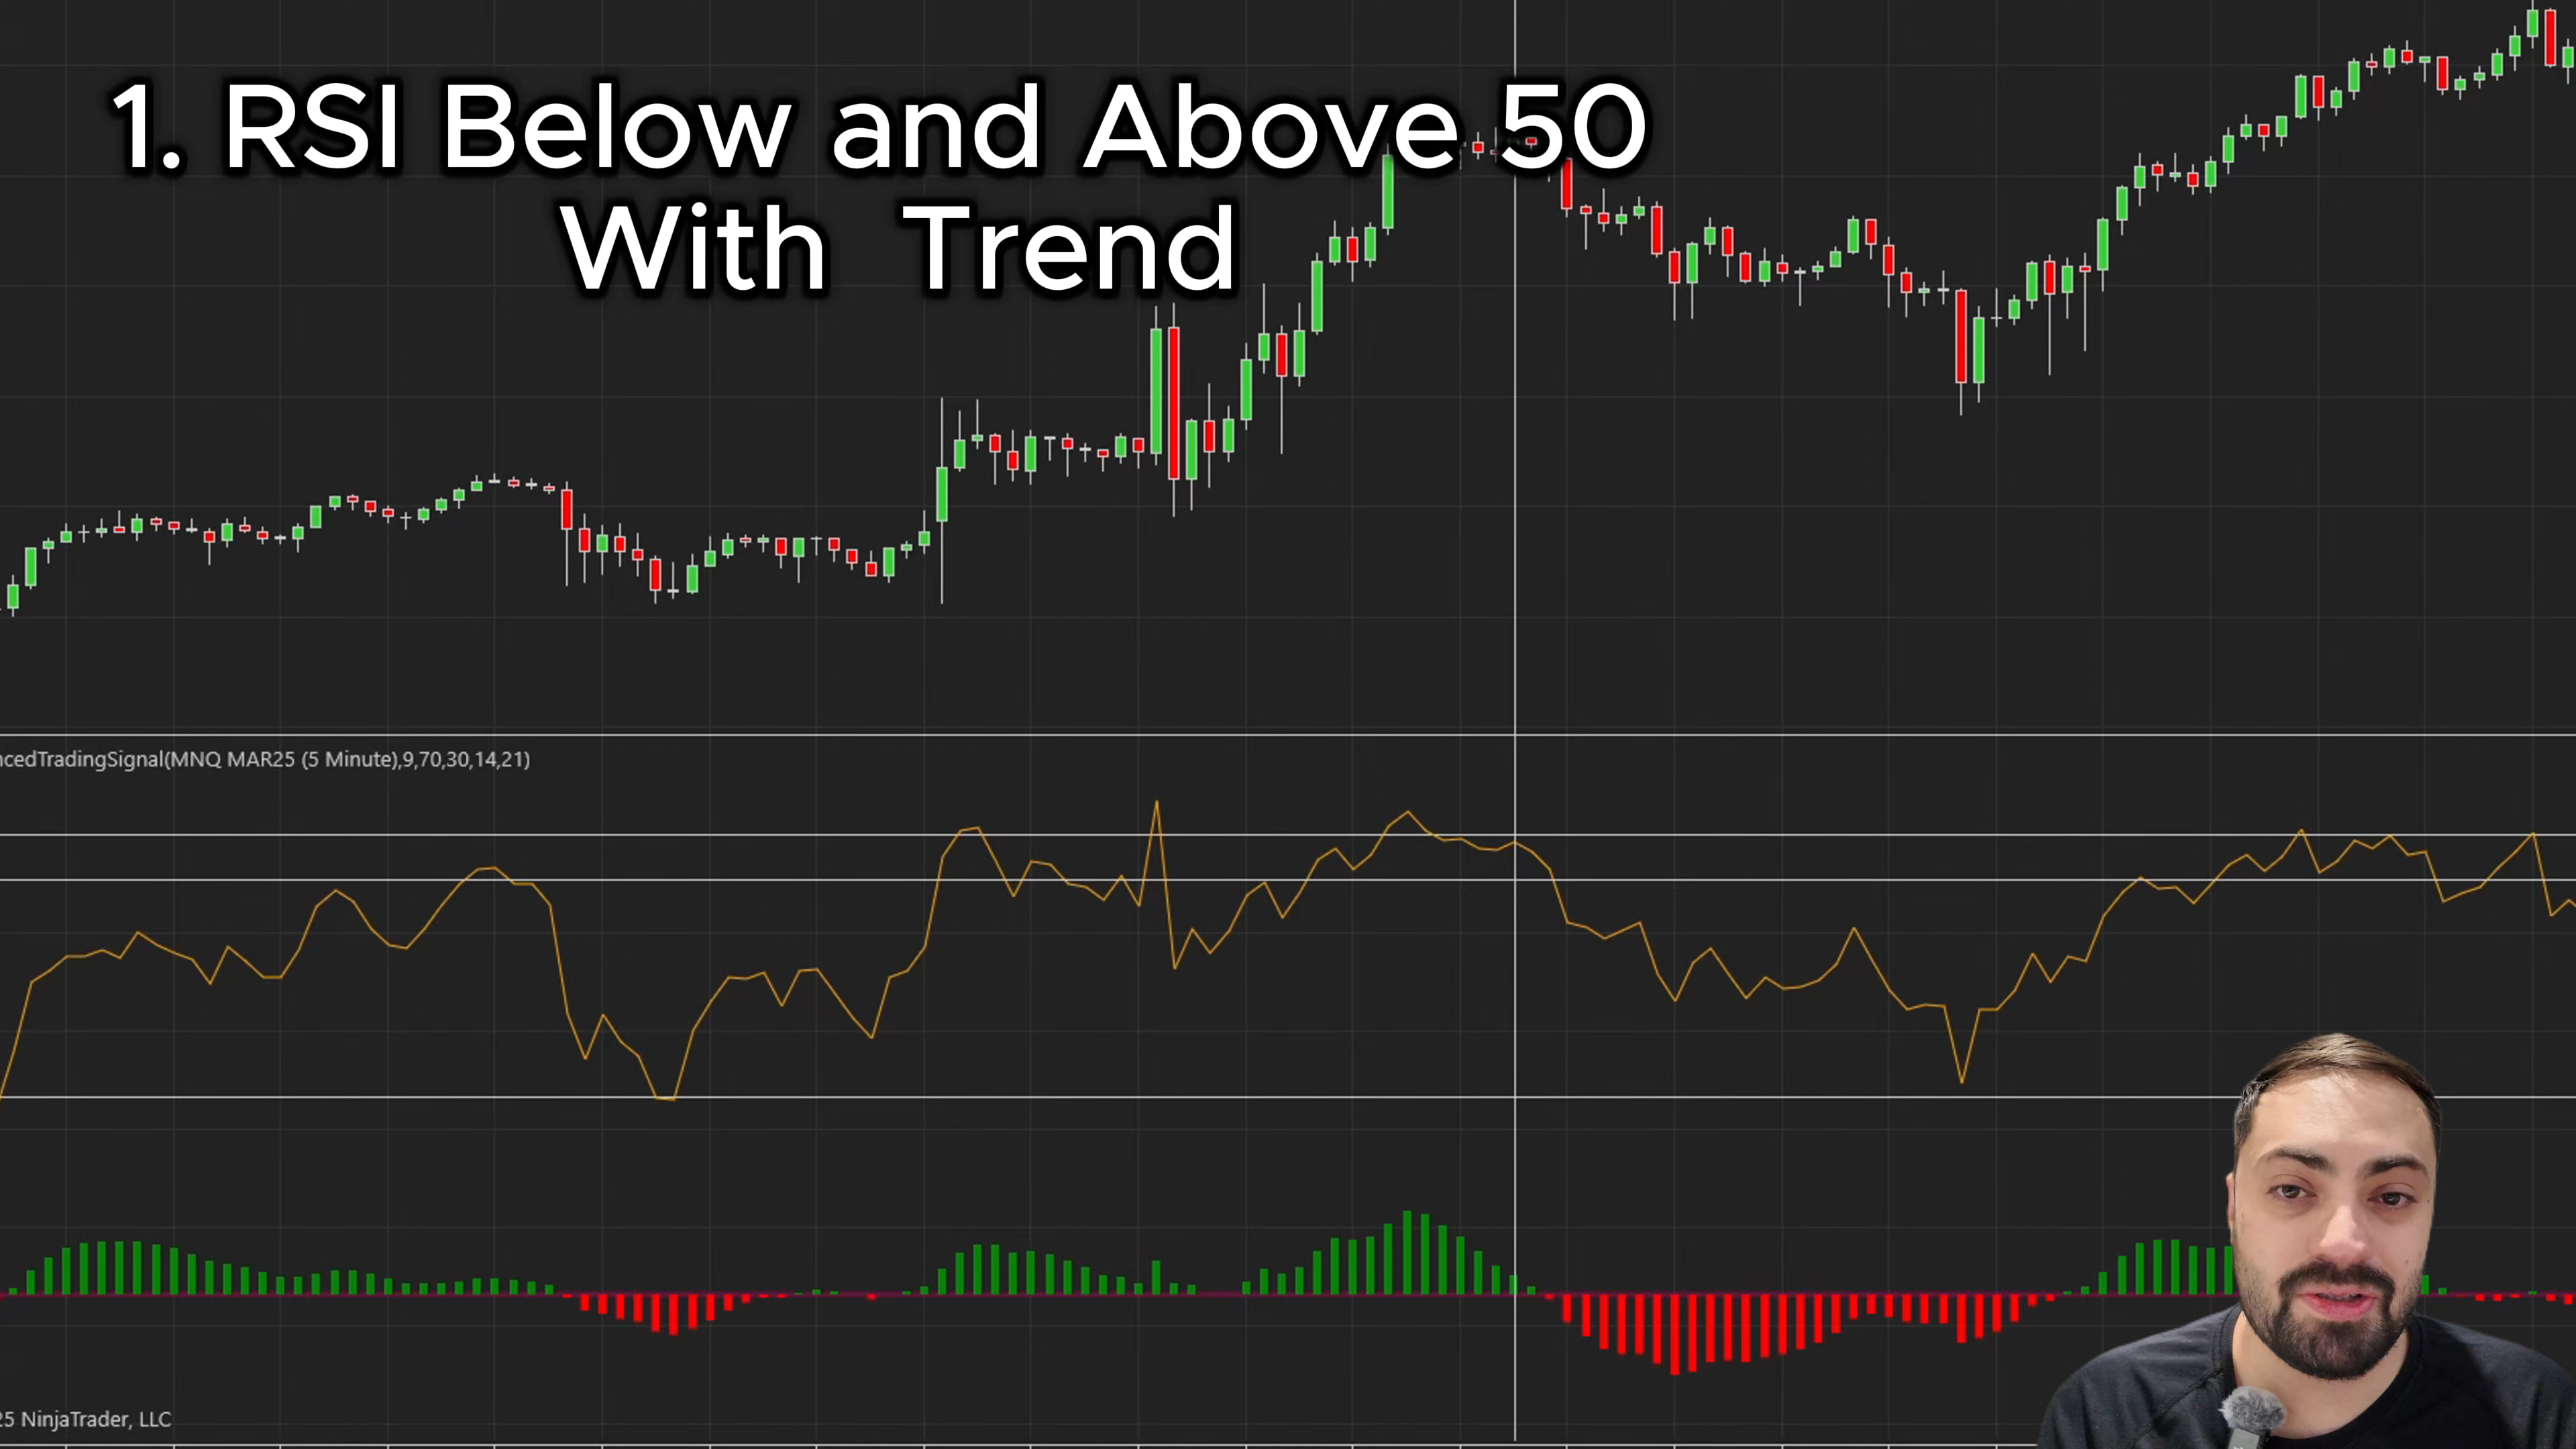 1. RSI Below and Above 50
With Trend
ncedTradingSignal(MNQ MAR25 (5 Minute),9,70,30,14,21)
25 NinjaTrader, LLC